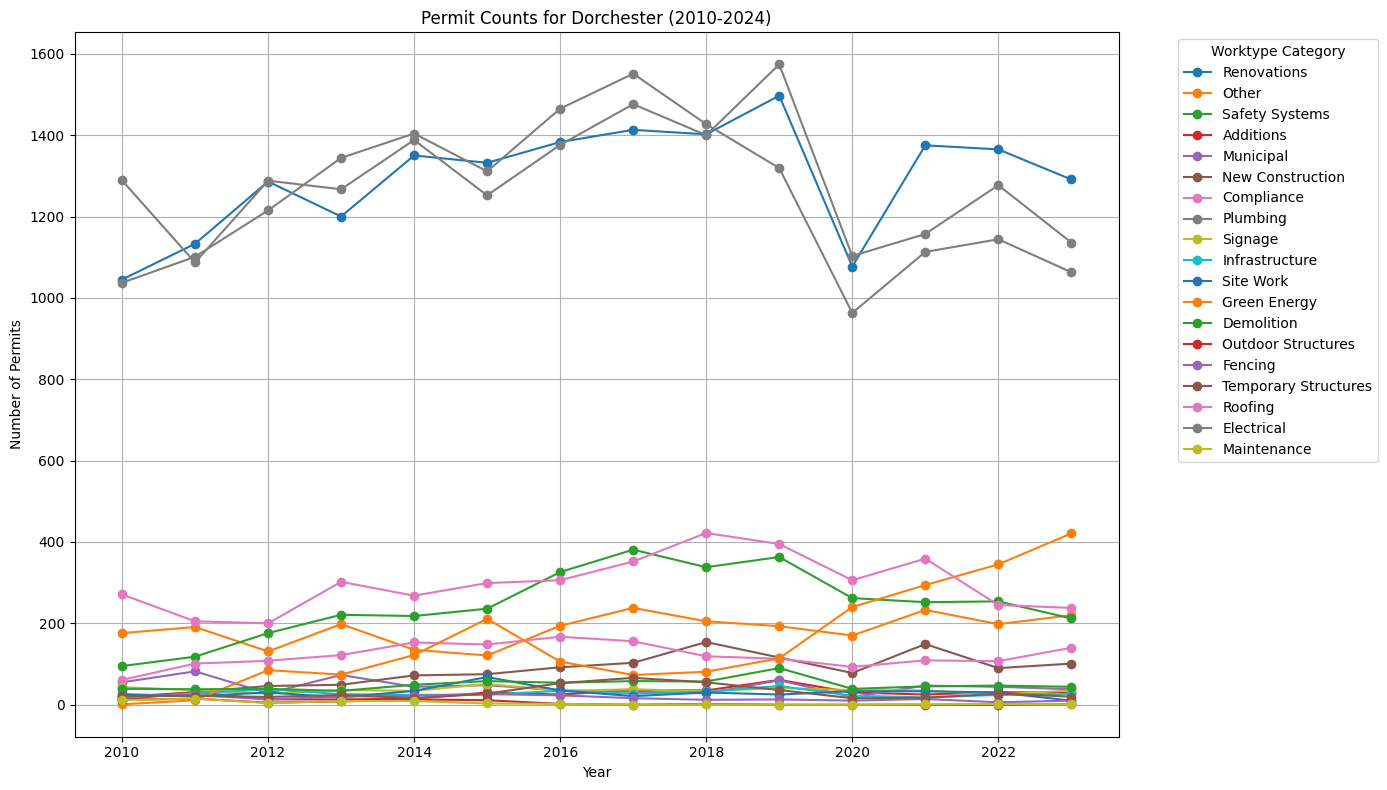 Permit Counts for Dorchester (2010-2024)
Number of Permits
1600
1400
1200
1000
800
600
400
200
0
2010
2012
2014
2016
2018
2020
2022
Year
Worktype Category
Renovations
Other
Safety Systems
Additions
Municipal
New Construction
Compliance
Plumbing
Signage
Infrastructure
Site Work
Green Energy
Demolition
Outdoor Structures
Fencing
Temporary Structures
Roofing
Electrical
Maintenance